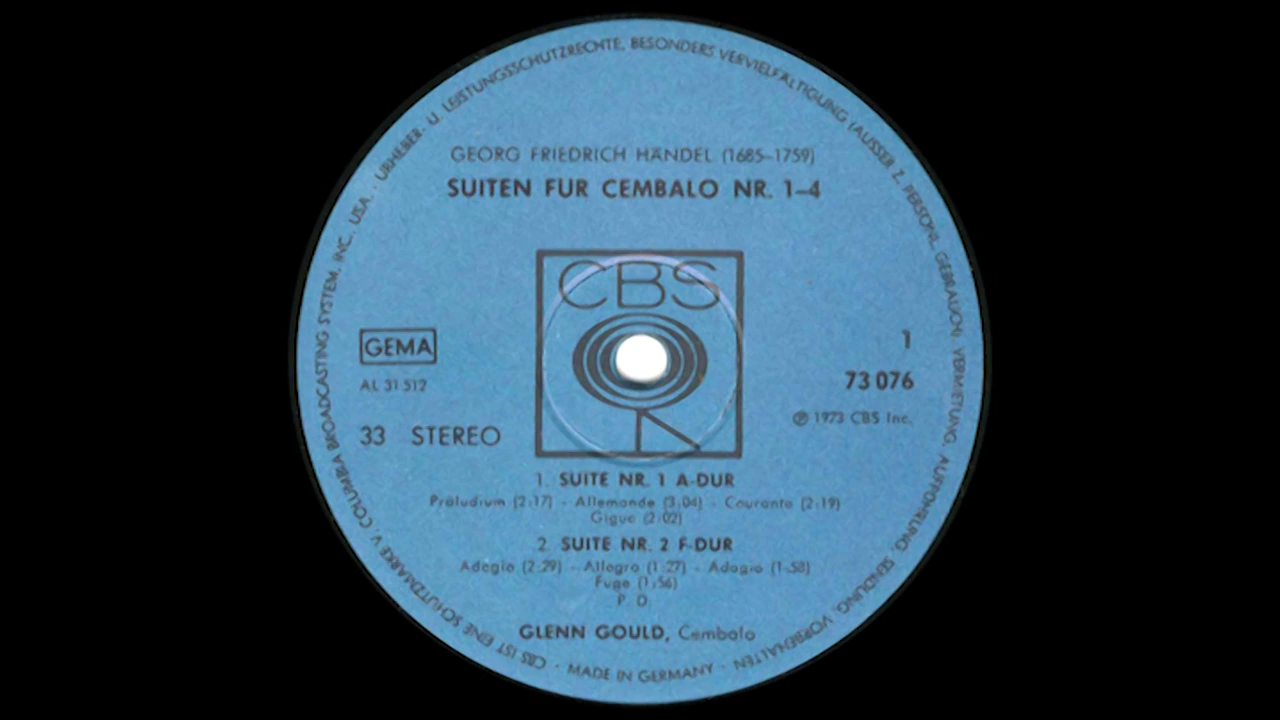 URHEBER- U. LEISTUNGSSCHUTZRECHTE, BESONDERS VERVIELFÄLTIGUNG (AUSSER Z. PERSÖNL. GEBRAUCH) VERMIETUNG, AUFFÜHRUNG, SENDUNG, VORBEHALTEN · MADE IN GERMANY · CBS IST EINE SCHUTZMARKE V. COLUMBIA BROADCASTING SYSTEM, INC. USA. ·
GEORG FRIEDRICH HÄNDEL (1685–1759)
SUITEN FÜR CEMBALO NR. 1–4
CBS
GEMA
1
AL 31 512
73 076
33 STEREO
℗ 1973 CBS Inc.
1. SUITE NR. 1 A-DUR
Präludium (2:17) - Allemande (3:04) - Courante (2:19)
Gigue (2:02)
2. SUITE NR. 2 F-DUR
Adagio (2:29) - Allegro (1:27) - Adagio (1:58)
Fuge (1:56)
P. D.
GLENN GOULD, Cembalo